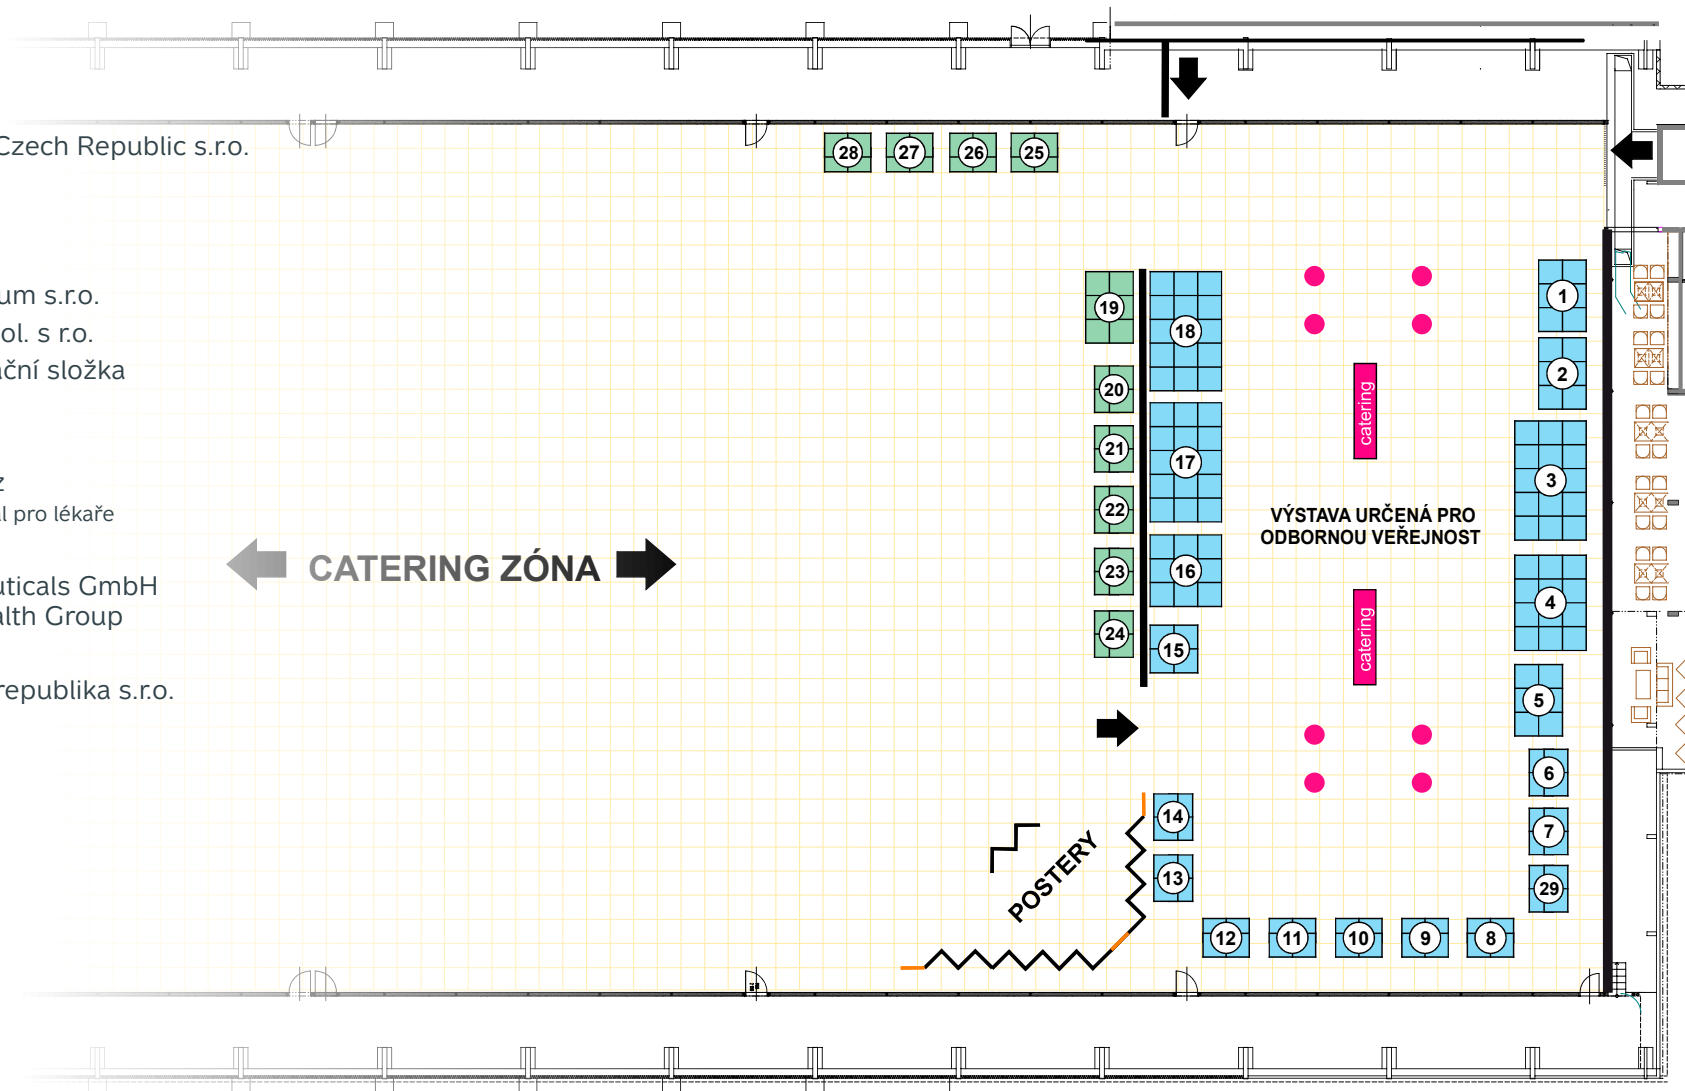 Czech Republic s.r.o.
um s.r.o.
ol. s r.o.
ční složka
z
l pro lékaře
uticals GmbH
alth Group
republika s.r.o.
CATERING ZÓNA
28 27 26 25
19
20
21
22
23
24
18
17
16
15
catering
VÝSTAVA URČENÁ PRO
ODBORNOU VEŘEJNOST
catering
1
2
3
4
5
6
7
29
14
13
POSTERY
12 11 10 9 8